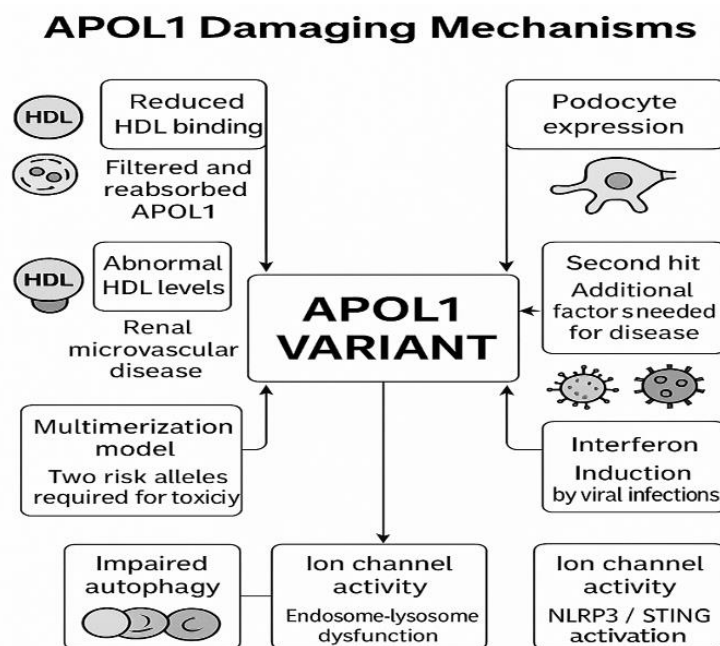 APOL1 Damaging Mechanisms
HDL
Reduced
HDL binding
Filtered and
reabsorbed
APOL1
HDL
Abnormal
HDL levels
Renal
microvascular
disease
Multimerization
model
Two risk alleles
required for toxiciy
Podocyte
expression
Second hit
Additional
factorsneeded
for disease
Interferon
Induction
by viral infections
APOL1
VARIANT
Impaired
autophagy
Ion channel
activity
Endosome-lysosome
dysfunction
Ion channel
activity
NLRP3 / STING
activation